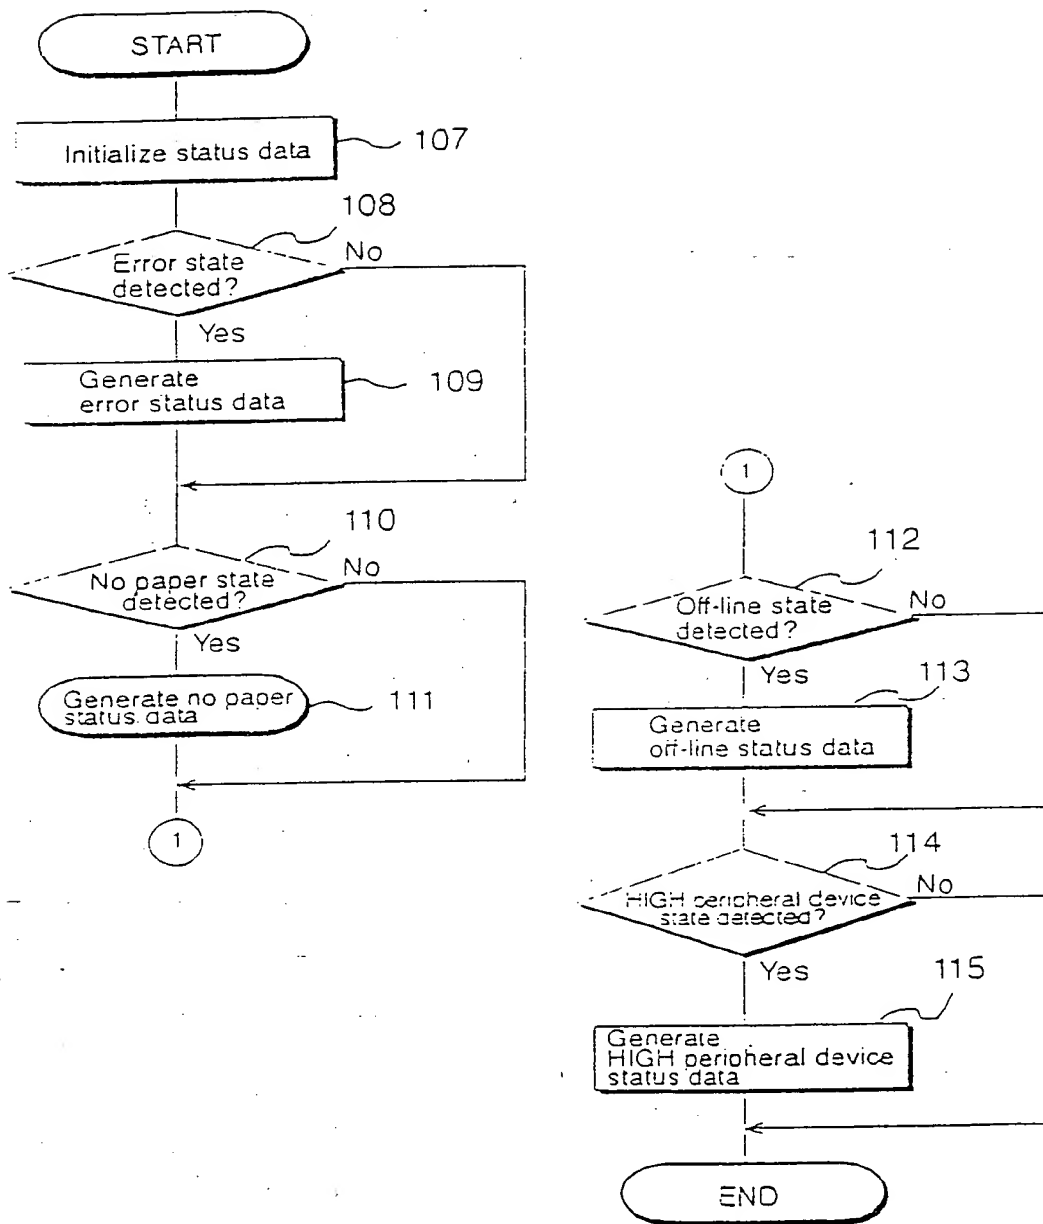 START
Initialize status data
107
108
Error state
detected?
No
Yes
Generate
error status data
109
110
No paper state
detected?
No
Yes
Generate no paper
status data
111
1
1
112
Off-line state
detected?
No
Yes
113
Generate
off-line status data
114
HIGH peripheral device
state detected?
No
Yes
115
Generate
HIGH peripheral device
status data
END